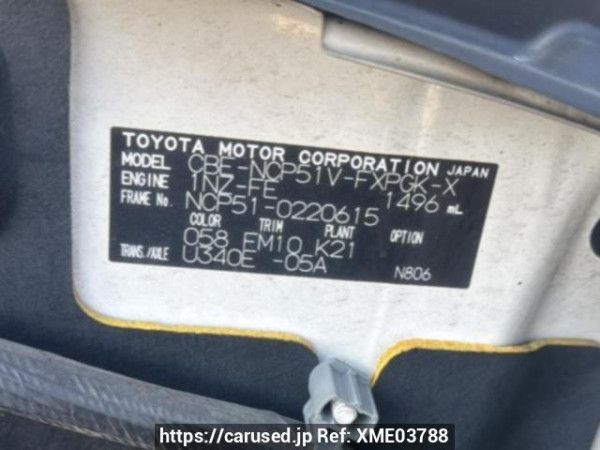 TOYOTA MOTOR CORPORATION JAPAN
MODEL CBE-NCP51V-FXPGK-X
ENGINE 1NZ-FE 1496 mL
FRAME No. NCP51-0220615
COLOR TRIM PLANT OPTION
058 FM10 K21
TRANS./AXLE U340E -05A N806
https://carused.jp Ref: XME03788